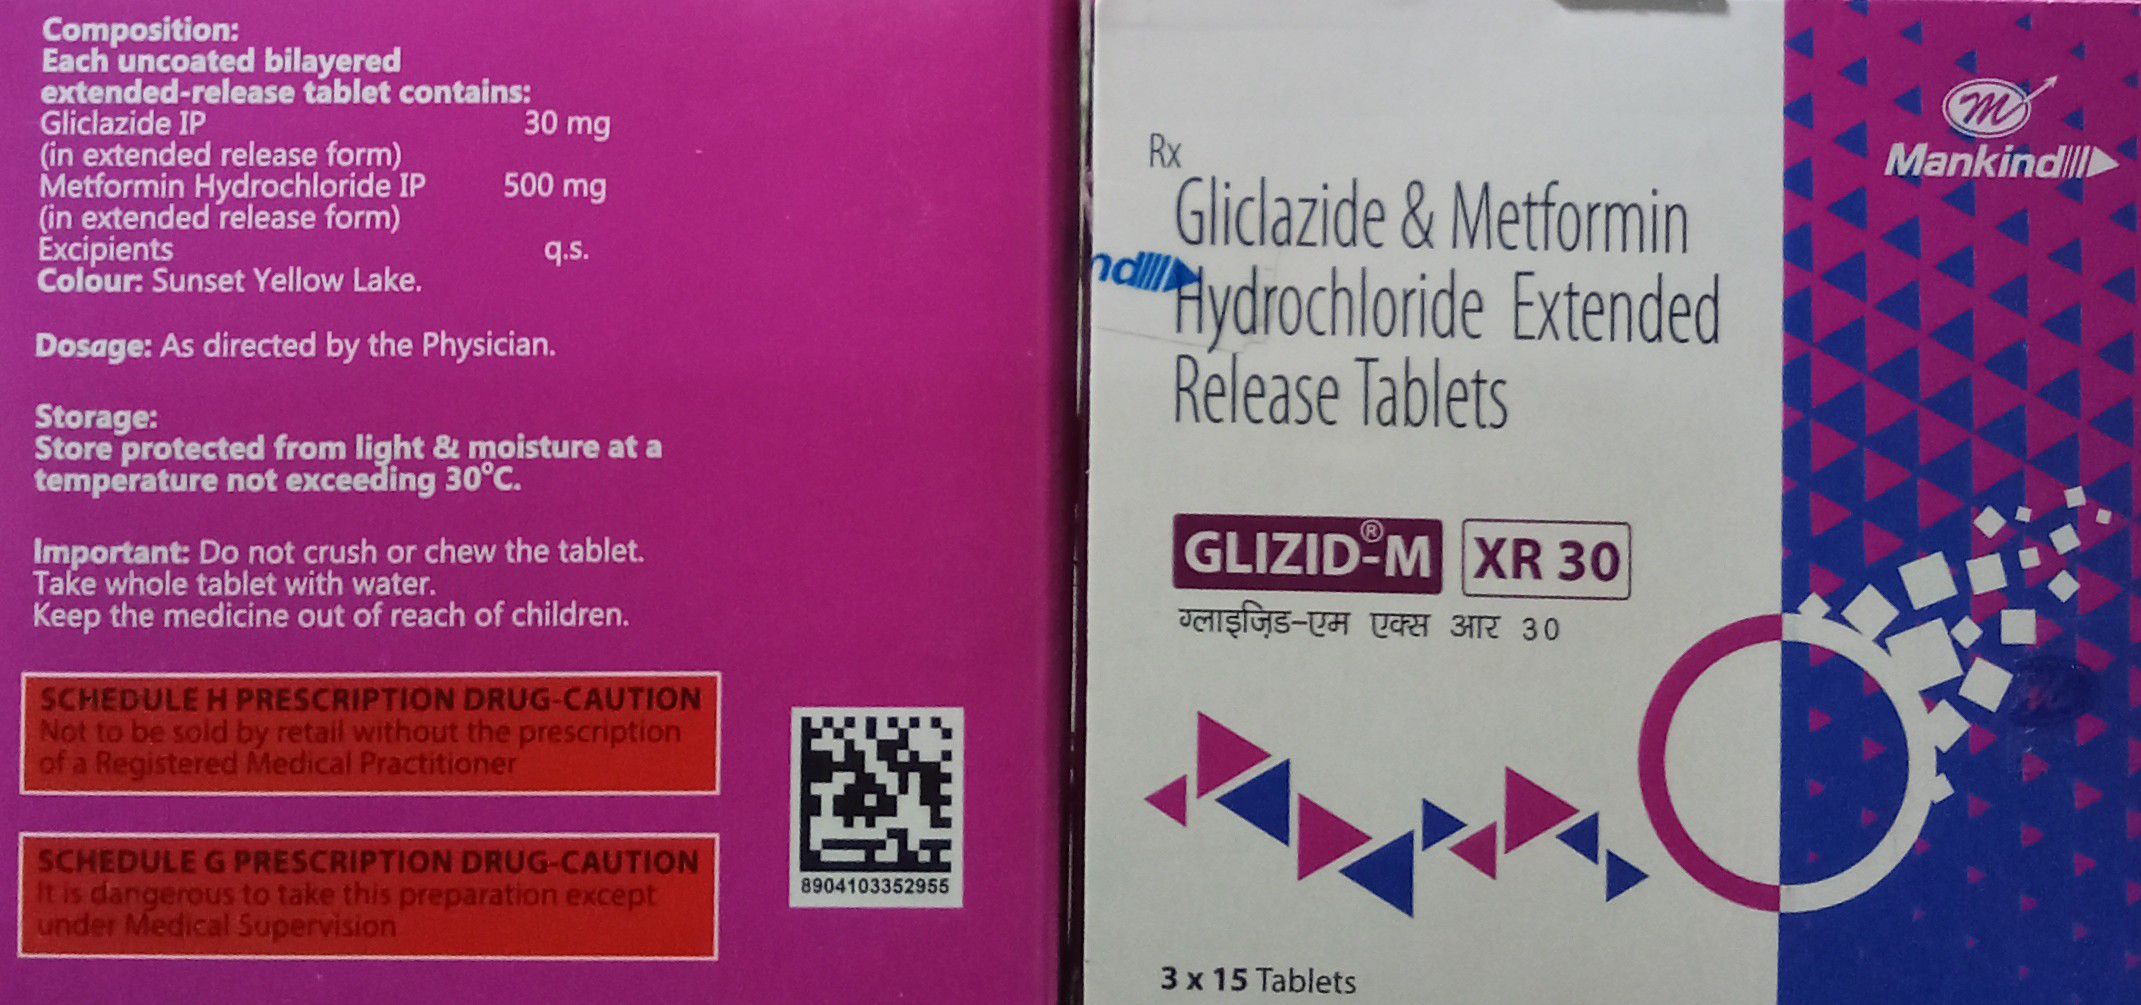 Composition:
Each uncoated bilayered
extended-release tablet contains:
Gliclazide IP 30 mg
(in extended release form)
Metformin Hydrochloride IP 500 mg
(in extended release form)
Excipients q.s.
Colour: Sunset Yellow Lake.
Dosage: As directed by the Physician.
Storage:
Store protected from light & moisture at a
temperature not exceeding 30°C.
Important: Do not crush or chew the tablet.
Take whole tablet with water.
Keep the medicine out of reach of children.
SCHEDULE H PRESCRIPTION DRUG-CAUTION
Not to be sold by retail without the prescription
of a Registered Medical Practitioner
SCHEDULE G PRESCRIPTION DRUG-CAUTION
It is dangerous to take this preparation except
under Medical Supervision
8904103352955
M
Mankind
Rx
Gliclazide & Metformin
nd
Hydrochloride Extended
Release Tablets
GLIZID®-M XR 30
ग्लाइज़िड-एम एक्स आर 30
3 x 15 Tablets